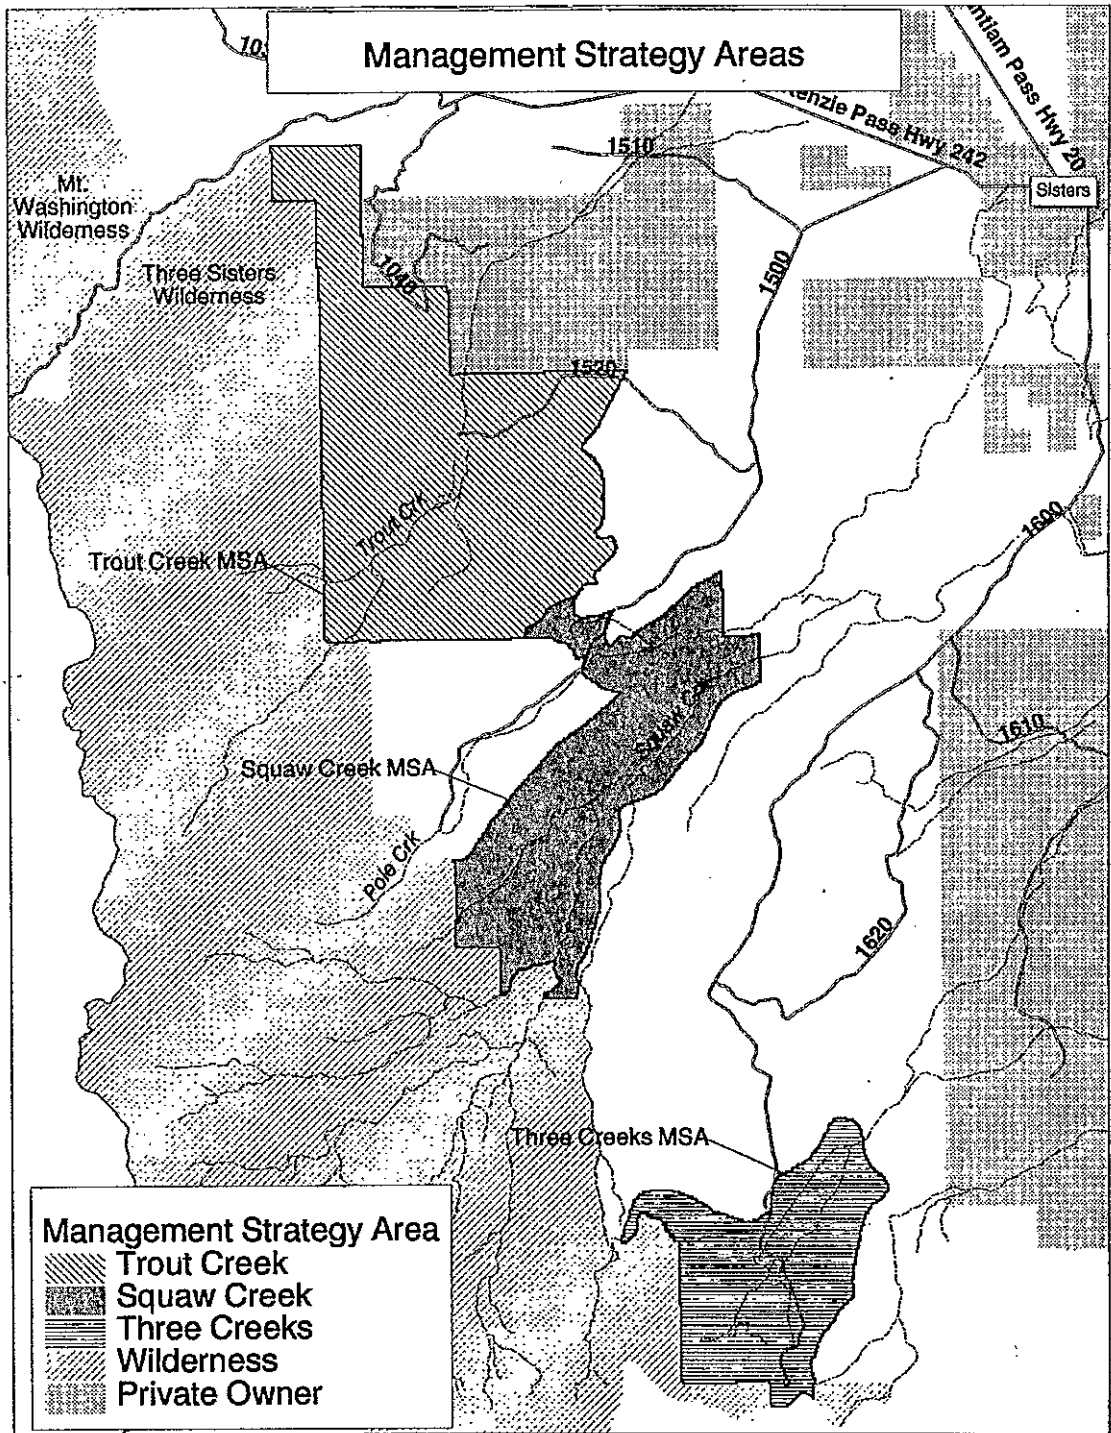 Management Strategy Areas
Pass Hwy 20
Pass Hwy 242
1510
Sisters
Mt.
Washington
Wilderness
Three Sisters
Wilderness
1040
1500
1520
Trout Crk
1600
Trout Creek MSA
1610
Squaw Creek MSA
Pole Crk
1620
Three Creeks MSA
Management Strategy Area
Trout Creek
Squaw Creek
Three Creeks
Wilderness
Private Owner